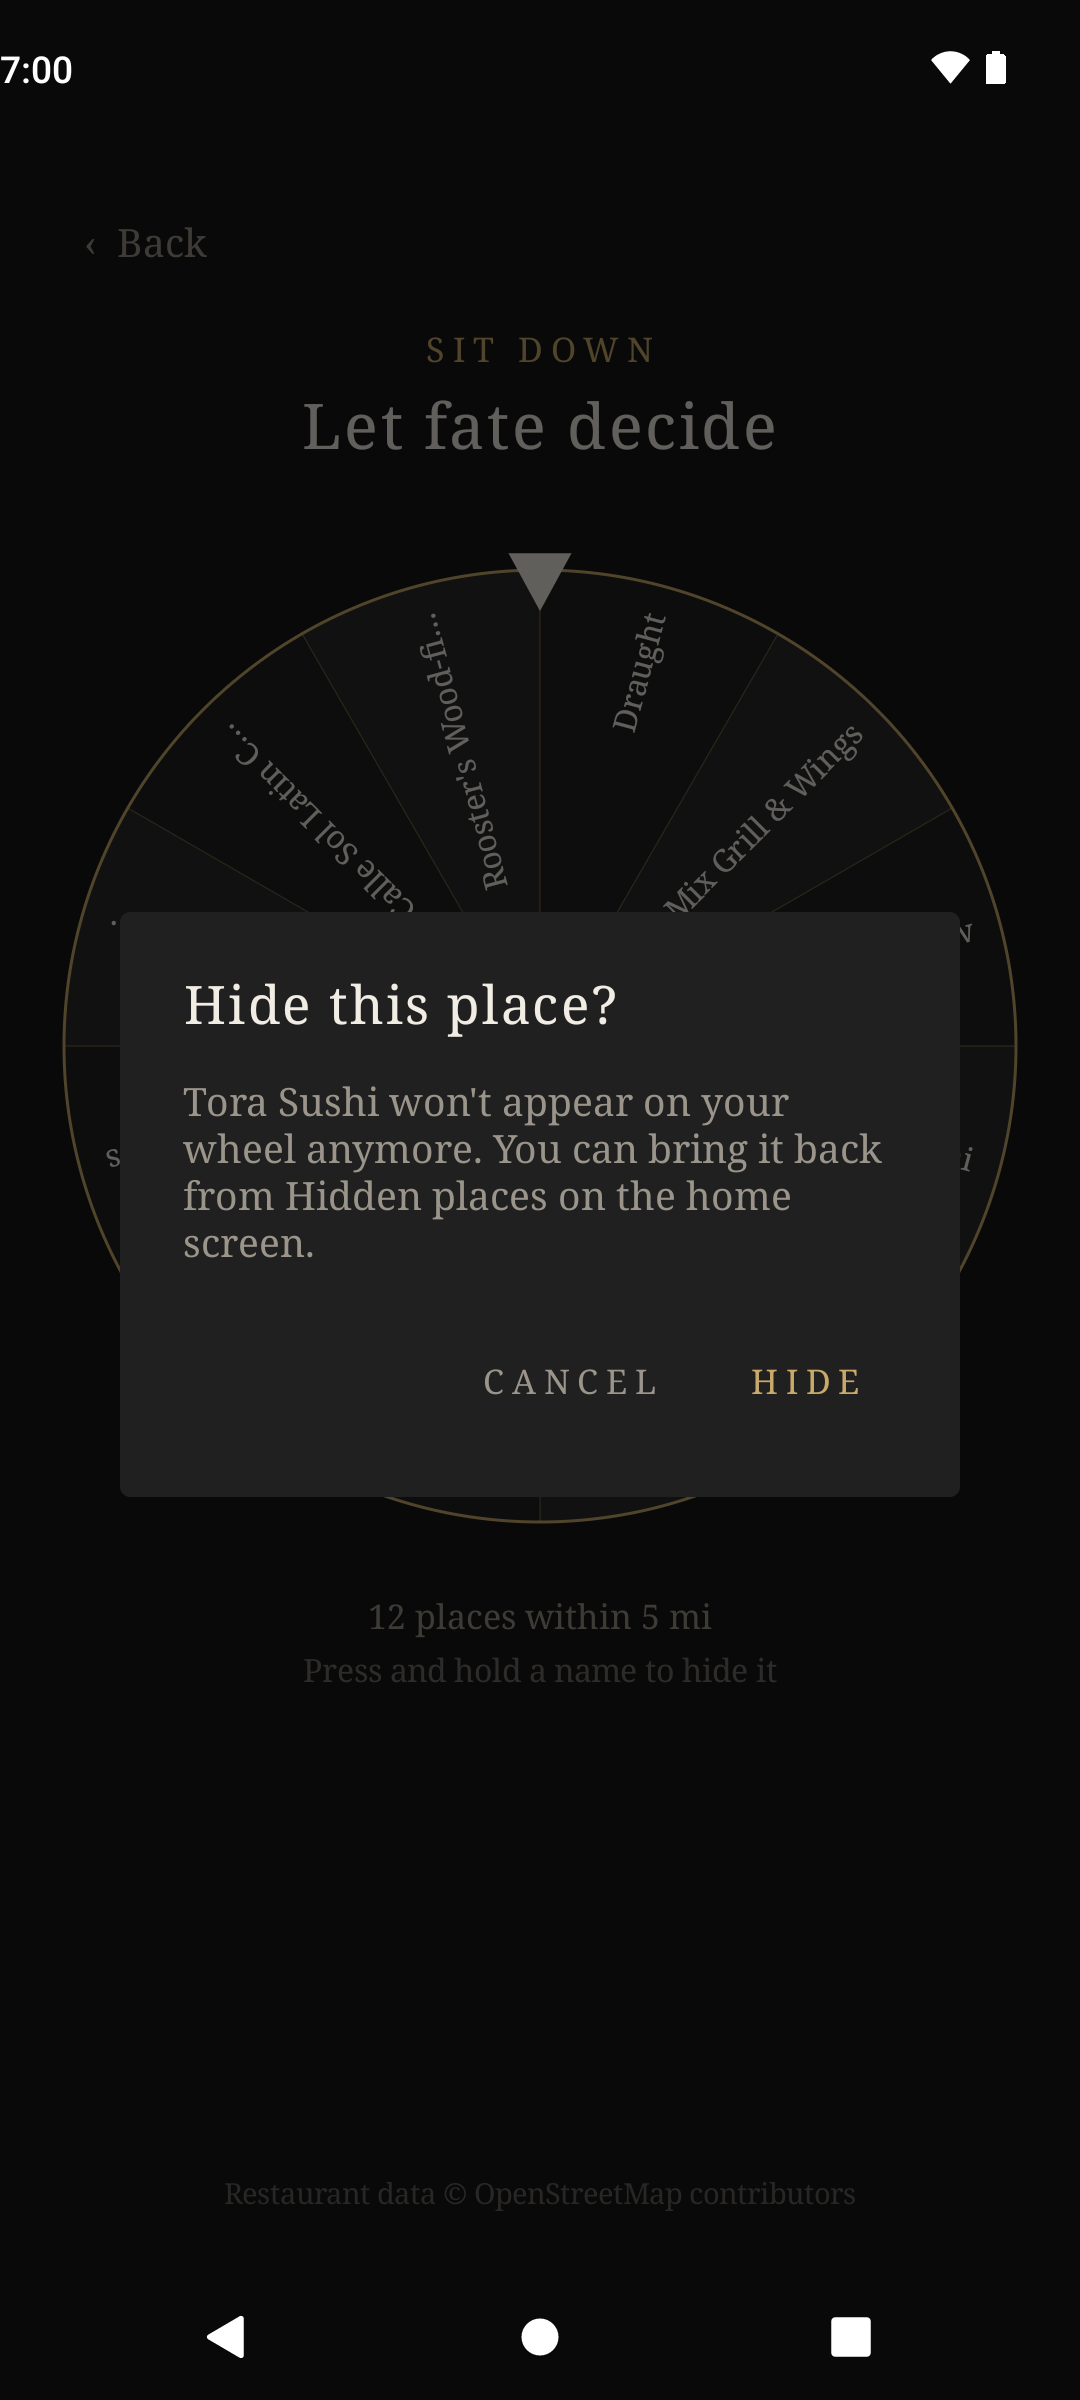 7:00
‹ Back
SIT DOWN
Let fate decide
Calle Sol Latin C...
Rooster's Wood-fi...
Draught
Mix Grill & Wings
Hide this place?
Tora Sushi won't appear on your
wheel anymore. You can bring it back
from Hidden places on the home
screen.
CANCEL
HIDE
12 places within 5 mi
Press and hold a name to hide it
Restaurant data © OpenStreetMap contributors